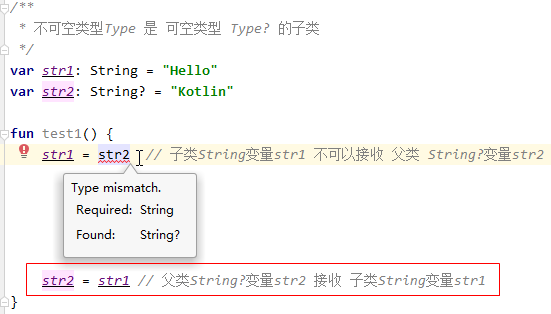 /**
 * 不可空类型Type 是 可空类型 Type? 的子类
 */
var str1: String = "Hello"
var str2: String? = "Kotlin"
fun test1() {
str1 = str2 // 子类String变量str1 不可以接收 父类 String?变量str2
Type mismatch.
Required: String
Found: String?
str2 = str1 // 父类String?变量str2 接收 子类String变量str1
}